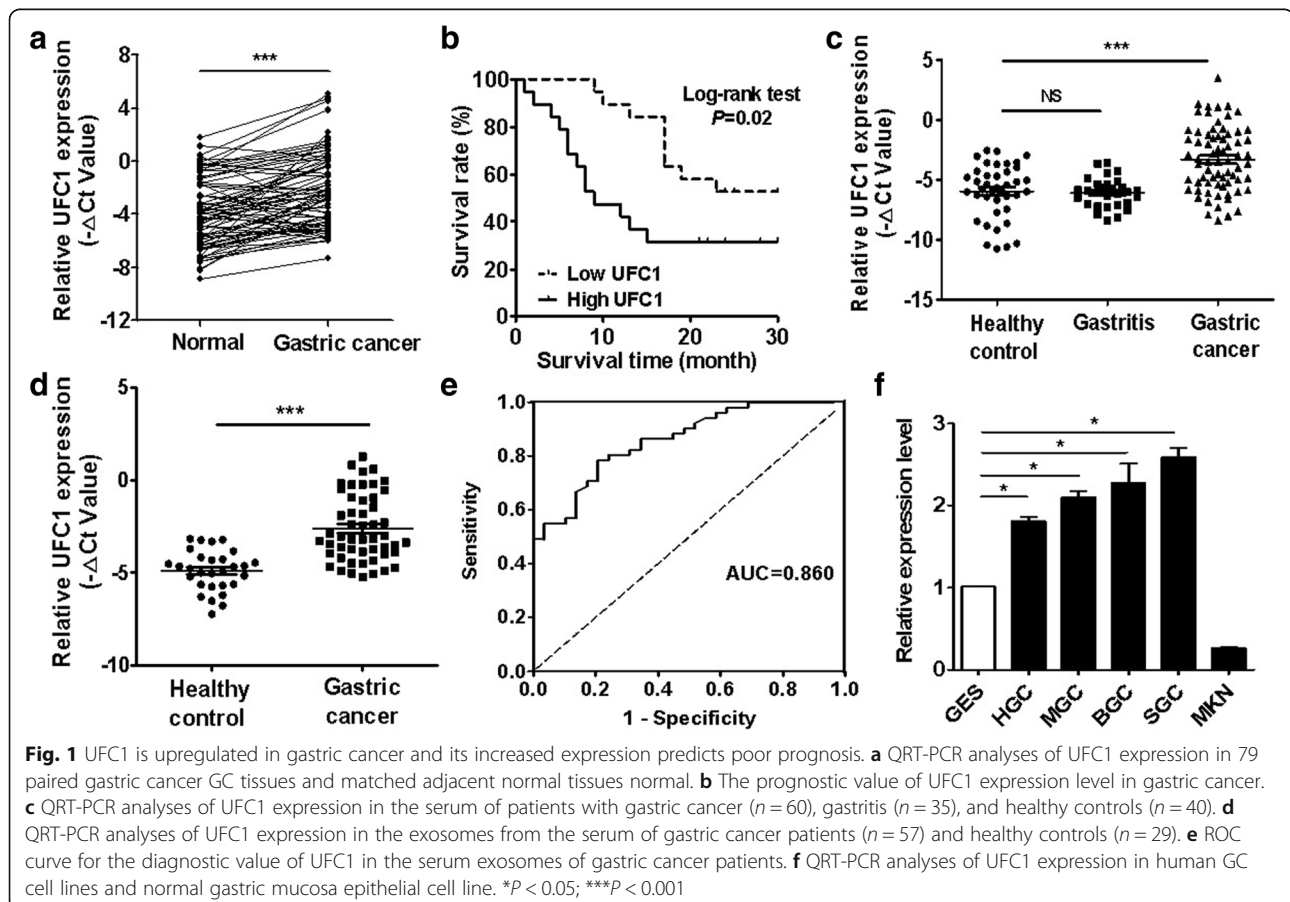 a
***
8
4
0
-4
-8
-12
Relative UFC1 expression
(-△Ct Value)
Normal
Gastric cancer
b
100
80
60
40
20
0
Survival rate (%)
Log-rank test
P=0.02
Low UFC1
High UFC1
0
10
20
30
Survival time (month)
c
***
NS
5
0
-5
-10
-15
Relative UFC1 expression
(-△Ct Value)
Healthy
control
Gastritis
Gastric
cancer
d
***
5
0
-5
-10
Relative UFC1 expression
(-△Ct Value)
Healthy
control
Gastric
cancer
e
1.0
0.8
0.6
0.4
0.2
0.0
Sensitivity
AUC=0.860
0.0
0.2
0.4
0.6
0.8
1.0
1 - Specificity
f
3
2
1
0
Relative expression level
*
*
*
*
GES
HGC
MGC
BGC
SGC
MKN
Fig. 1 UFC1 is upregulated in gastric cancer and its increased expression predicts poor prognosis. a QRT-PCR analyses of UFC1 expression in 79
paired gastric cancer GC tissues and matched adjacent normal tissues normal. b The prognostic value of UFC1 expression level in gastric cancer.
c QRT-PCR analyses of UFC1 expression in the serum of patients with gastric cancer (n = 60), gastritis (n = 35), and healthy controls (n = 40). d
QRT-PCR analyses of UFC1 expression in the exosomes from the serum of gastric cancer patients (n = 57) and healthy controls (n = 29). e ROC
curve for the diagnostic value of UFC1 in the serum exosomes of gastric cancer patients. f QRT-PCR analyses of UFC1 expression in human GC
cell lines and normal gastric mucosa epithelial cell line. *P < 0.05; ***P < 0.001